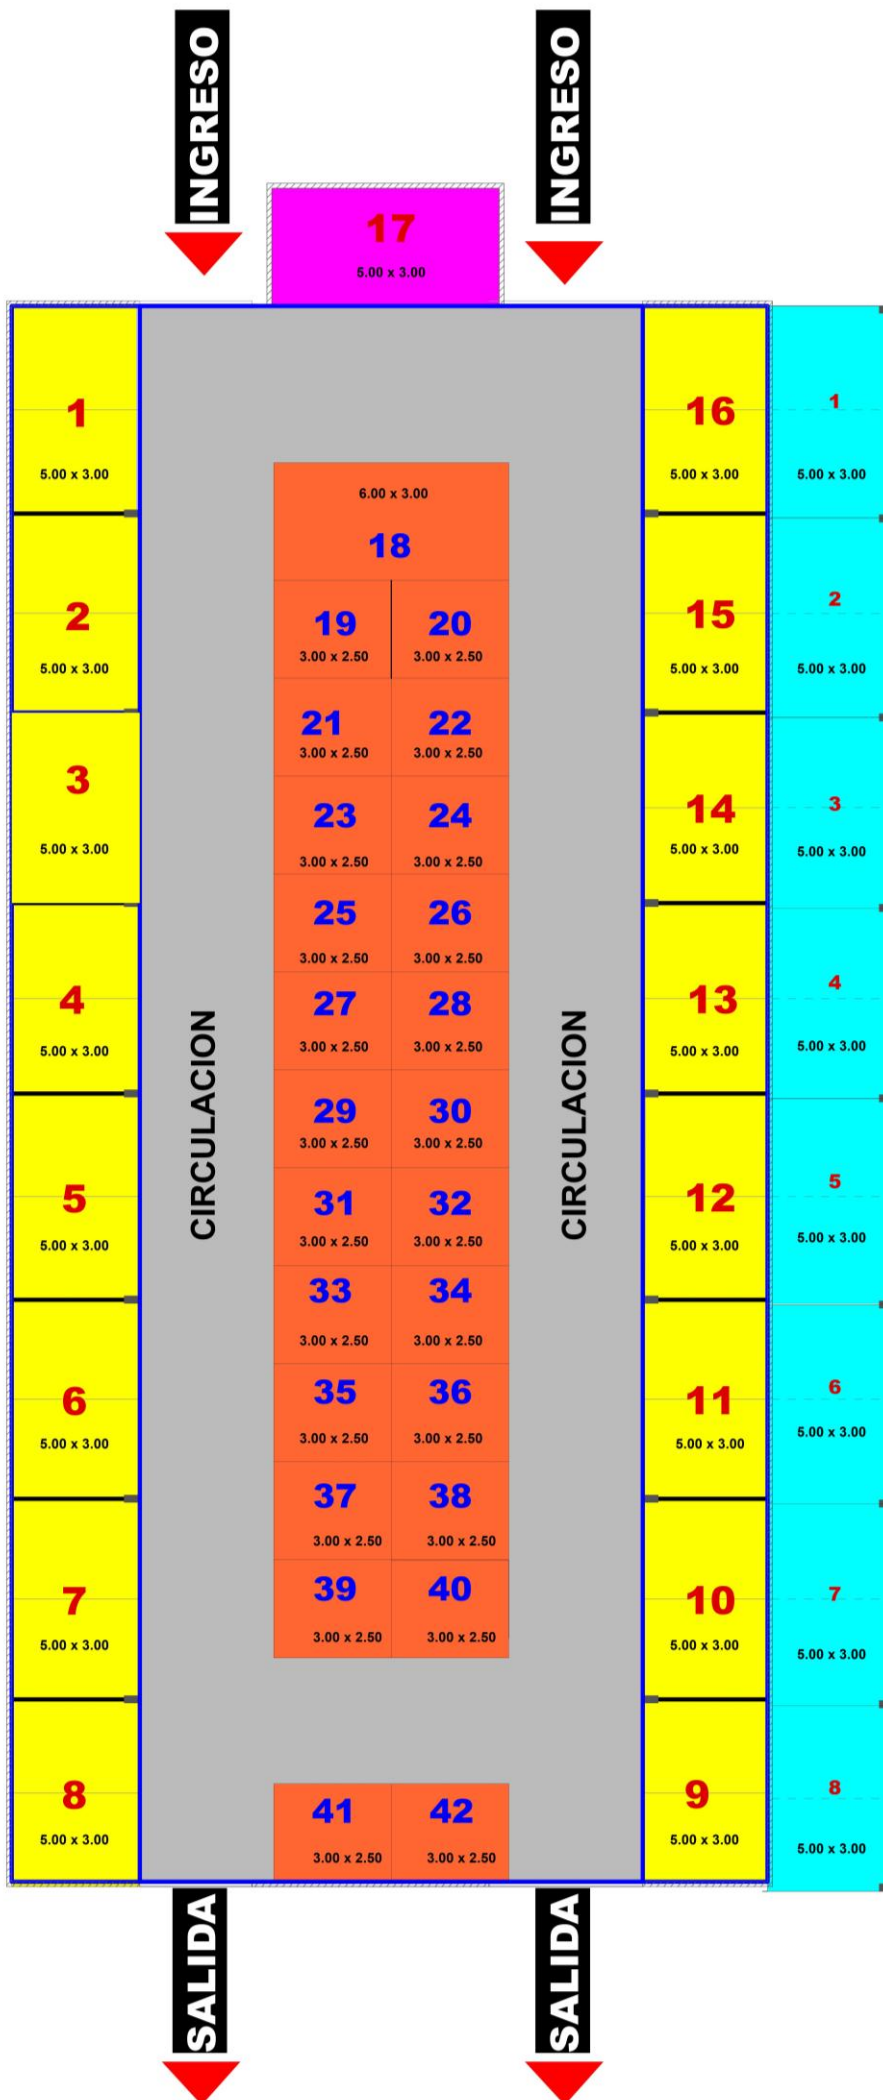 INGRESO
INGRESO
17
5.00 x 3.00
1
5.00 x 3.00
16
5.00 x 3.00
1
5.00 x 3.00
6.00 x 3.00
18
2
5.00 x 3.00
19
3.00 x 2.50
20
3.00 x 2.50
15
5.00 x 3.00
2
5.00 x 3.00
21
3.00 x 2.50
22
3.00 x 2.50
3
5.00 x 3.00
23
3.00 x 2.50
24
3.00 x 2.50
14
5.00 x 3.00
3
5.00 x 3.00
25
3.00 x 2.50
26
3.00 x 2.50
4
5.00 x 3.00
CIRCULACION
27
3.00 x 2.50
28
3.00 x 2.50
CIRCULACION
13
5.00 x 3.00
4
5.00 x 3.00
29
3.00 x 2.50
30
3.00 x 2.50
5
5.00 x 3.00
31
3.00 x 2.50
32
3.00 x 2.50
12
5.00 x 3.00
5
5.00 x 3.00
33
3.00 x 2.50
34
3.00 x 2.50
6
5.00 x 3.00
35
3.00 x 2.50
36
3.00 x 2.50
11
5.00 x 3.00
6
5.00 x 3.00
37
3.00 x 2.50
38
3.00 x 2.50
7
5.00 x 3.00
39
3.00 x 2.50
40
3.00 x 2.50
10
5.00 x 3.00
7
5.00 x 3.00
8
5.00 x 3.00
41
3.00 x 2.50
42
3.00 x 2.50
9
5.00 x 3.00
8
5.00 x 3.00
SALIDA
SALIDA